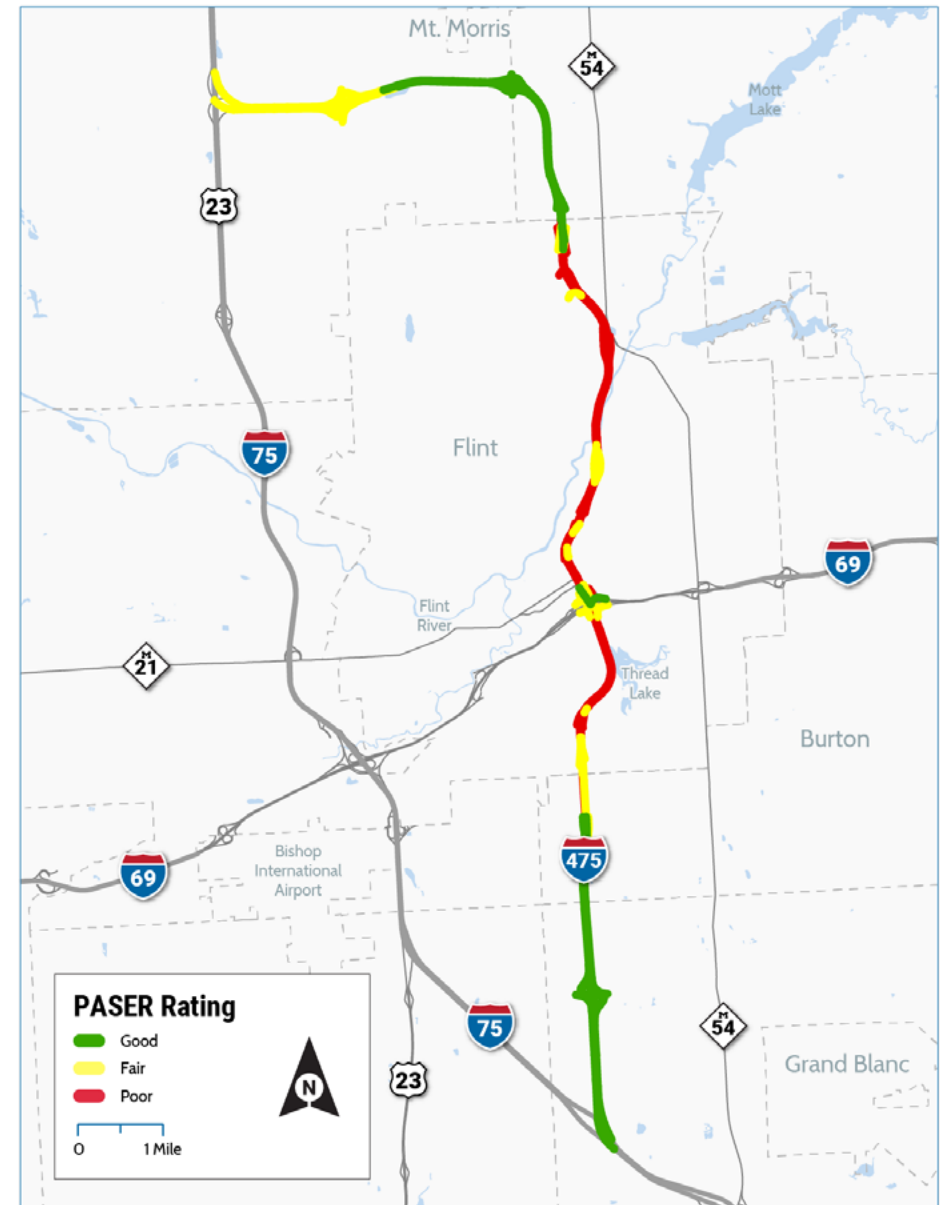 Mt. Morris
M
54
Mott
Lake
23
Flint
75
69
Flint
River
M
21
Thread
Lake
Burton
475
Bishop
International
Airport
69
PASER Rating
Good
Fair
Poor
0
1 Mile
N
75
23
M
54
Grand Blanc